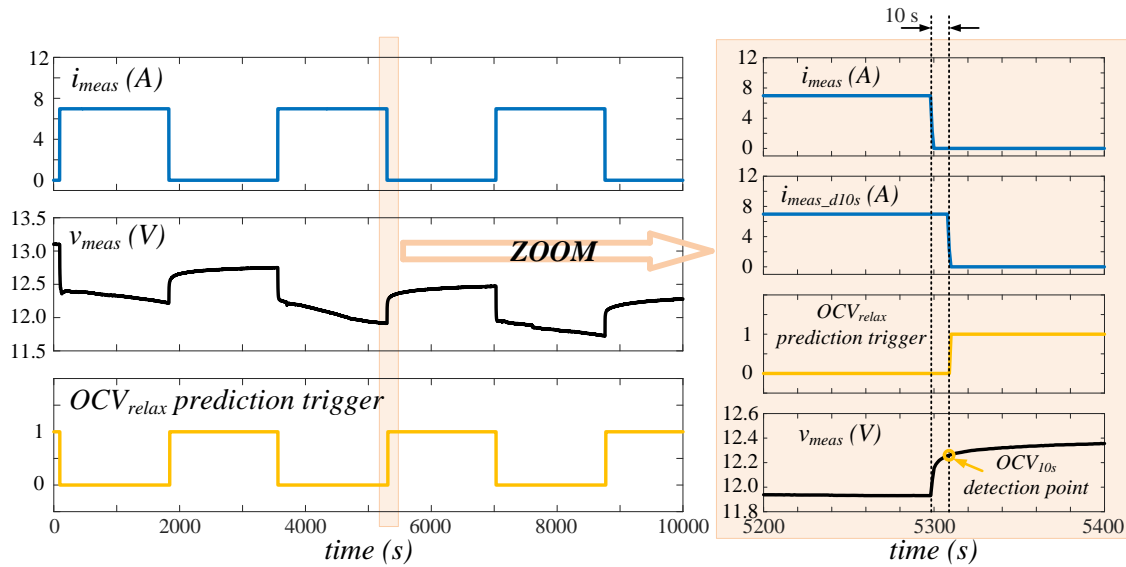 12
8
4
0
i_meas (A)
13.5
13.0
12.5
12.0
11.5
v_meas (V)
ZOOM
OCV_relax prediction trigger
1
0
0
2000
4000
6000
8000
10000
time (s)
10 s
12
8
4
0
i_meas (A)
12
8
4
0
i_meas_d10s (A)
OCV_relax
prediction trigger
1
0
12.6
12.4
12.2
12.0
11.8
v_meas (V)
OCV_10s
detection point
5200
5300
5400
time (s)